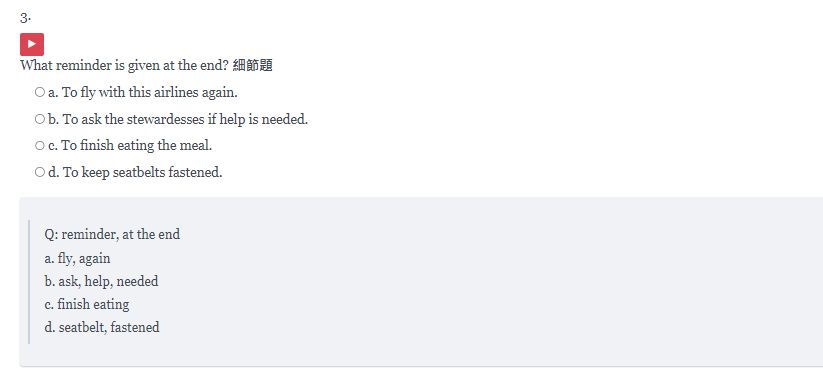 3.
What reminder is given at the end? 細節題
a. To fly with this airlines again.
b. To ask the stewardesses if help is needed.
c. To finish eating the meal.
d. To keep seatbelts fastened.
Q: reminder, at the end
a. fly, again
b. ask, help, needed
c. finish eating
d. seatbelt, fastened